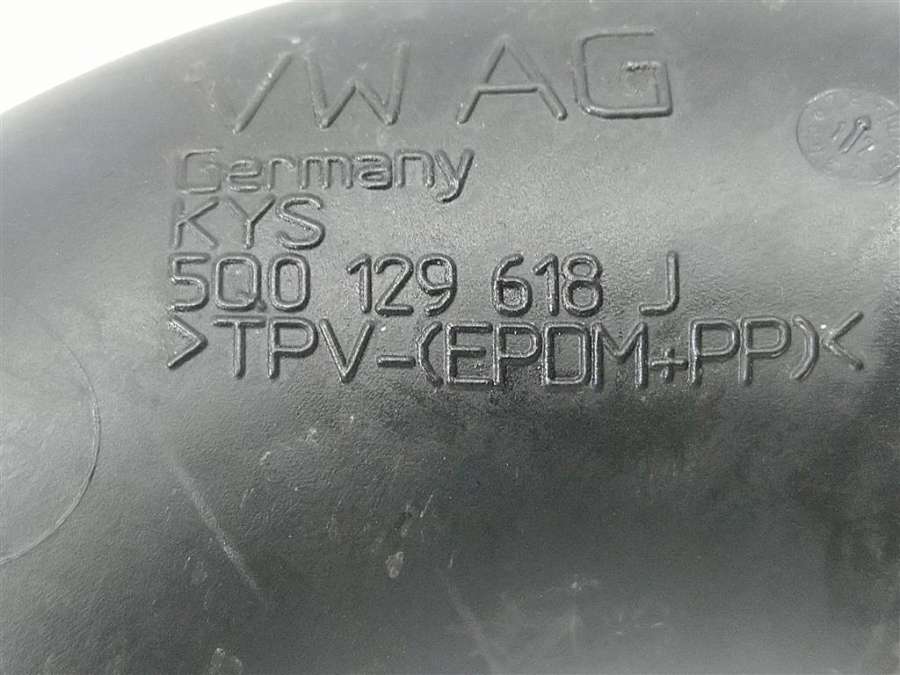 VW AG
Germany
KYS
5Q0 129 618 J
>TPV-(EPDM+PP)<